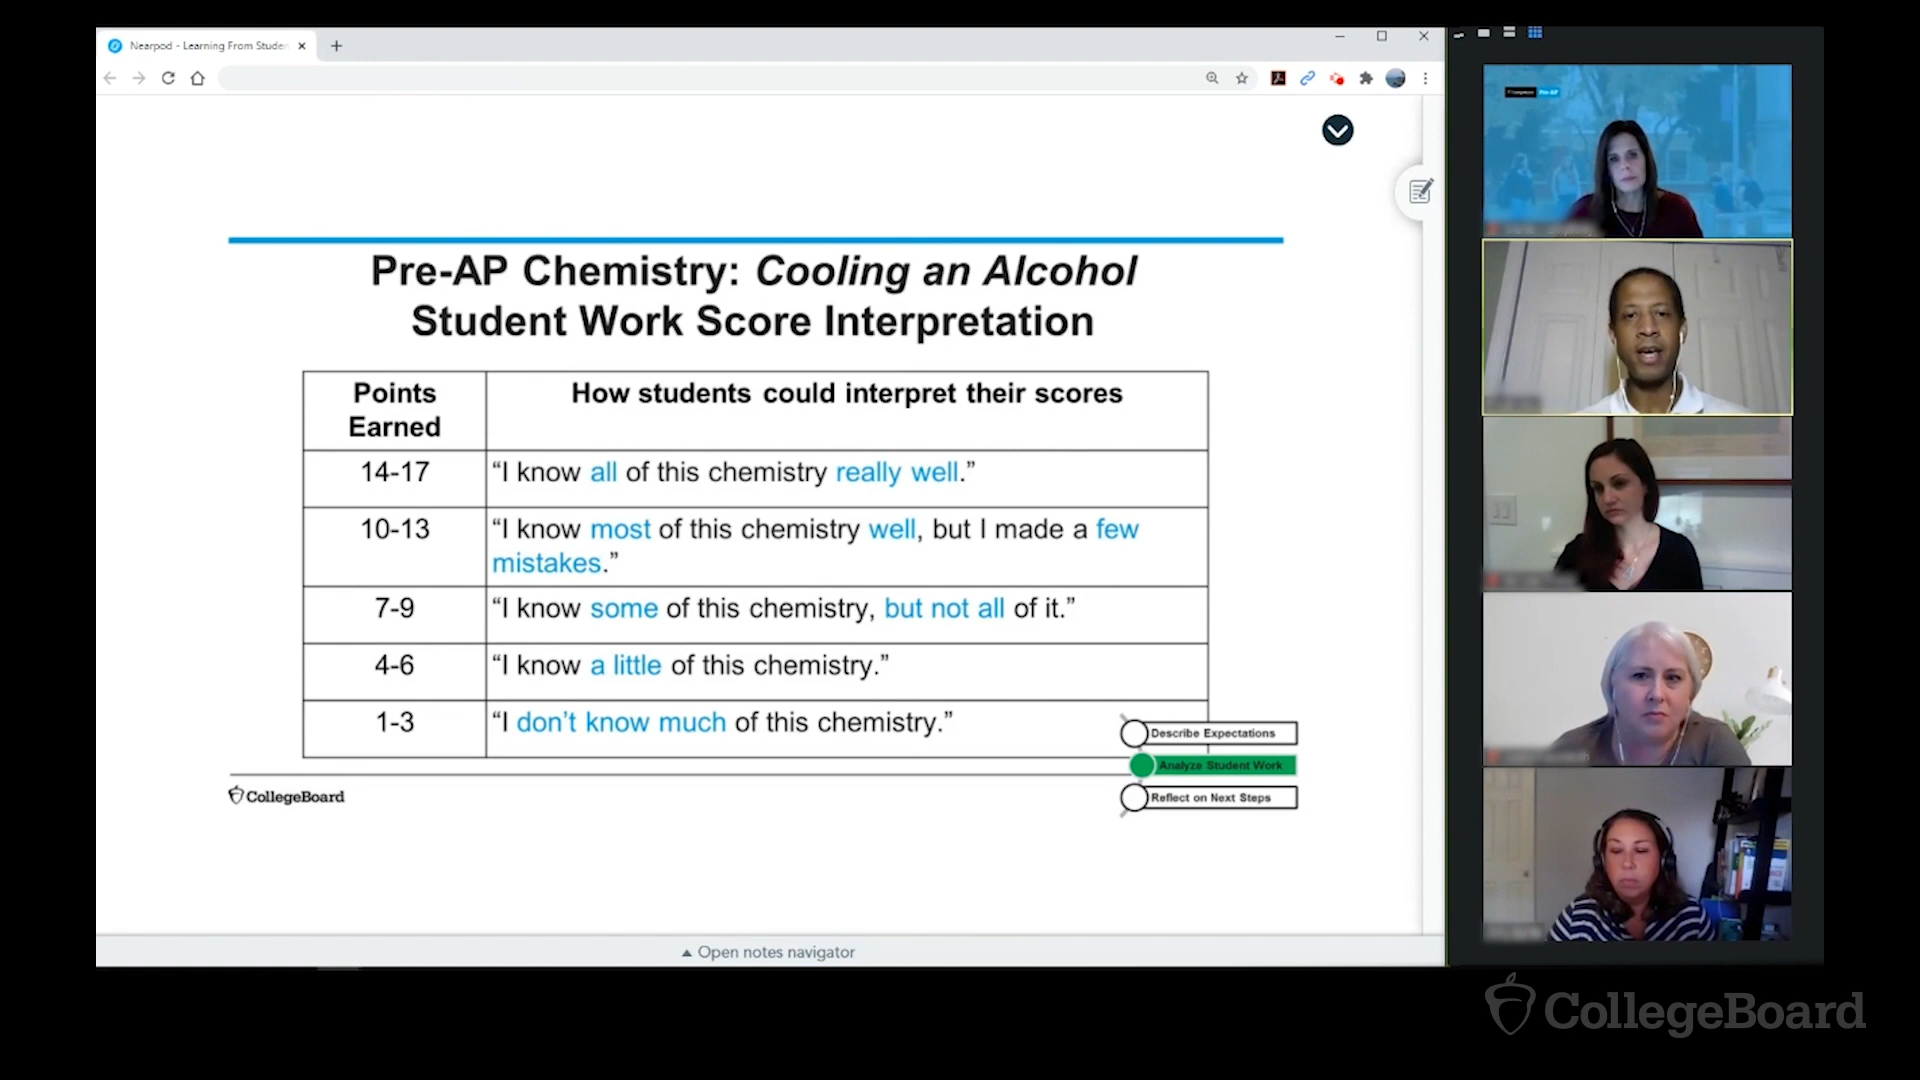 Nearpod - Learning From Studen
Pre-AP
Pre-AP Chemistry: Cooling an Alcohol
Student Work Score Interpretation
Points
Earned
How students could interpret their scores
14-17
“I know all of this chemistry really well.”
10-13
“I know most of this chemistry well, but I made a few
mistakes.”
7-9
“I know some of this chemistry, but not all of it.”
4-6
“I know a little of this chemistry.”
1-3
“I don’t know much of this chemistry.”
Describe Expectations
Analyze Student Work
Reflect on Next Steps
CollegeBoard
Open notes navigator
CollegeBoard